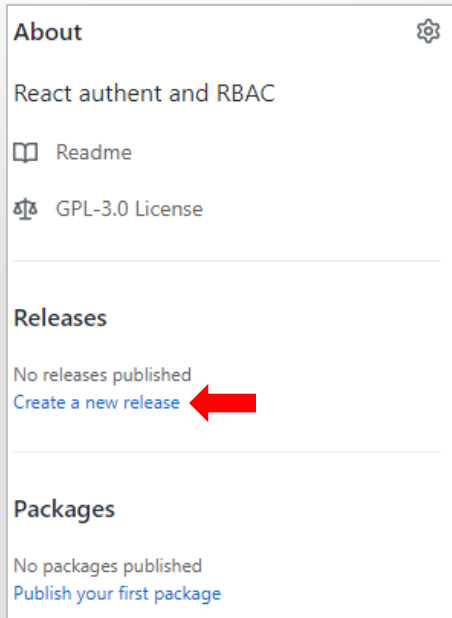 About
React authent and RBAC
Readme
GPL-3.0 License
Releases
No releases published
Create a new release
Packages
No packages published
Publish your first package